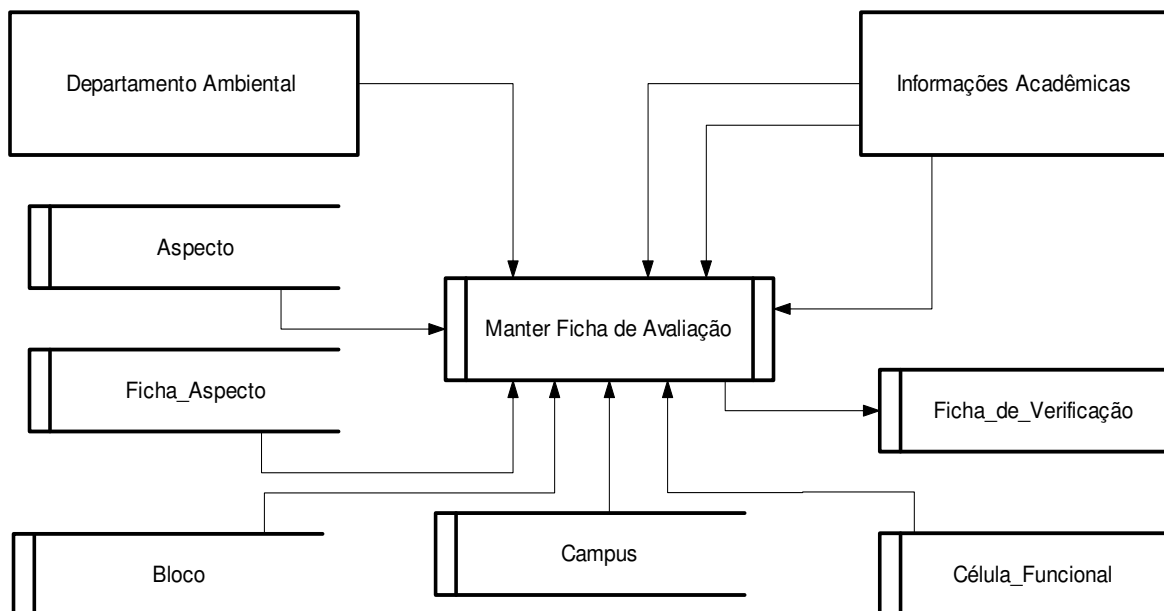 Departamento Ambiental
Informações Acadêmicas
Aspecto
Manter Ficha de Avaliação
Ficha_Aspecto
Ficha_de_Verificação
Bloco
Campus
Célula_Funcional